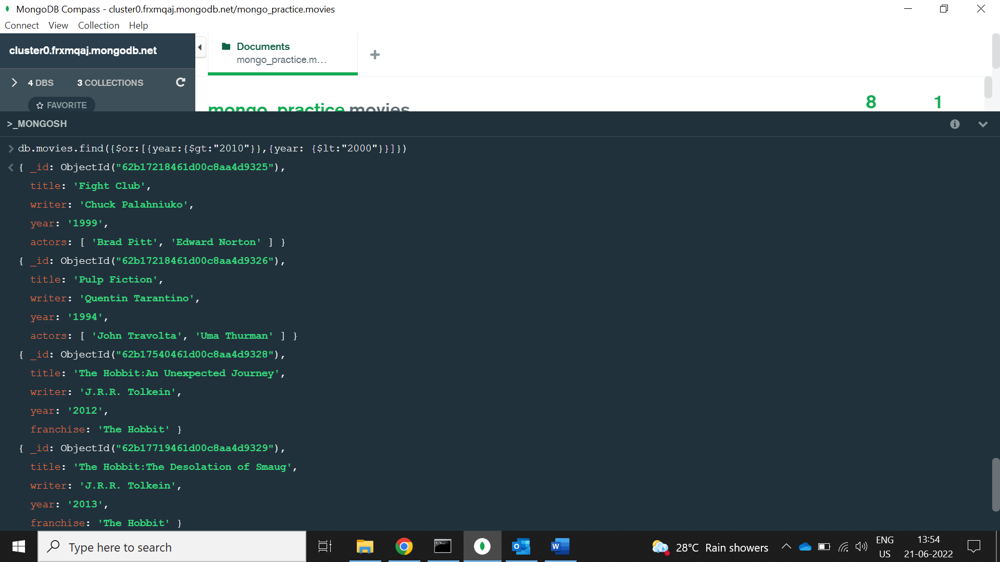 MongoDB Compass - cluster0.frxmqaj.mongodb.net/mongo_practice.movies
Connect View Collection Help
cluster0.frxmqaj.mongodb.net
Documents
mongo_practice.m...
4 DBS 3 COLLECTIONS
FAVORITE
mongo_practice.movies
8 1
>_MONGOSH
db.movies.find({$or:[{year:{$gt:"2010"}},{year: {$lt:"2000"}}]})
{ _id: ObjectId("62b17218461d00c8aa4d9325"),
title: 'Fight Club',
writer: 'Chuck Palahniuko',
year: '1999',
actors: [ 'Brad Pitt', 'Edward Norton' ] }
{ _id: ObjectId("62b17218461d00c8aa4d9326"),
title: 'Pulp Fiction',
writer: 'Quentin Tarantino',
year: '1994',
actors: [ 'John Travolta', 'Uma Thurman' ] }
{ _id: ObjectId("62b17540461d00c8aa4d9328"),
title: 'The Hobbit:An Unexpected Journey',
writer: 'J.R.R. Tolkein',
year: '2012',
franchise: 'The Hobbit' }
{ _id: ObjectId("62b17719461d00c8aa4d9329"),
title: 'The Hobbit:The Desolation of Smaug',
writer: 'J.R.R. Tolkein',
year: '2013',
franchise: 'The Hobbit' }
Type here to search
28°C Rain showers
ENG
US
13:54
21-06-2022